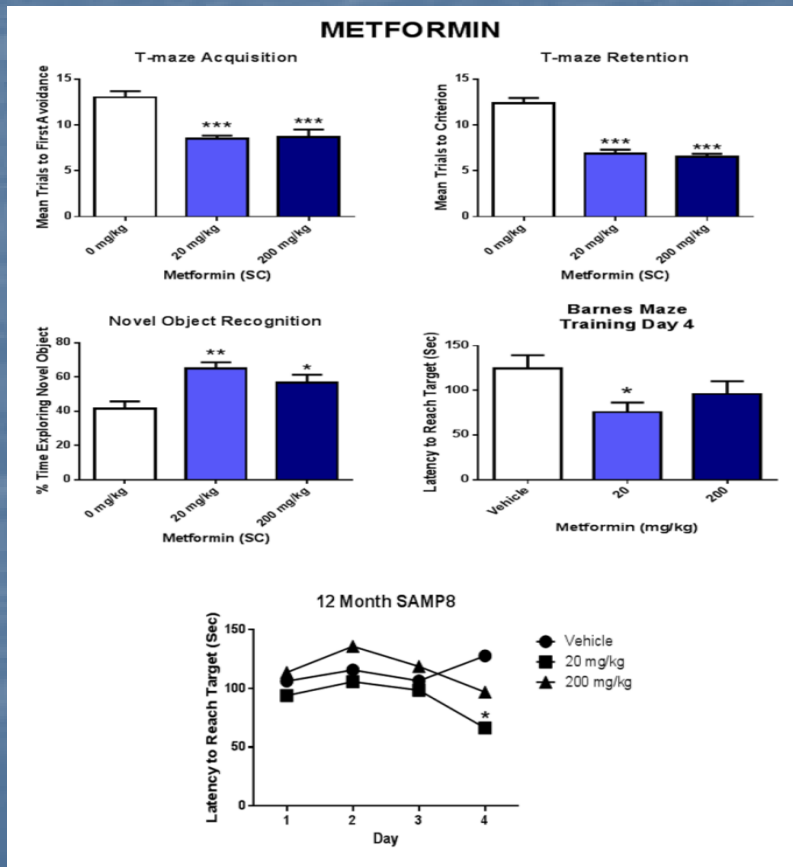 METFORMIN
T-maze Acquisition
Mean Trials to First Avoidance
15
10
5
0
***
***
0 mg/kg
20 mg/kg
200 mg/kg
Metformin (SC)
T-maze Retention
Mean Trials to Criterion
15
10
5
0
***
***
0 mg/kg
20 mg/kg
200 mg/kg
Metformin (SC)
Novel Object Recognition
% Time Exploring Novel Object
80
60
40
20
0
**
*
0 mg/kg
20 mg/kg
200 mg/kg
Metformin (SC)
Barnes Maze
Training Day 4
Latency to Reach Target (Sec)
150
100
50
0
*
Vehicle
20
200
Metformin (mg/kg)
12 Month SAMP8
Latency to Reach Target (Sec)
150
100
50
0
*
1 2 3 4
Day
Vehicle
20 mg/kg
200 mg/kg